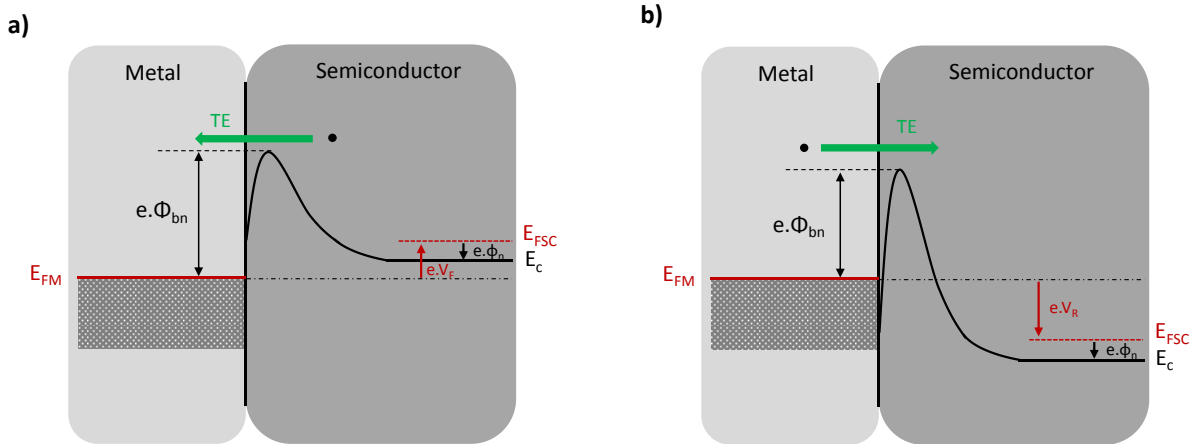 a)
Metal
Semiconductor
TE
e.Φbn
EFM
EFSC
e.ϕn
Ec
e.VF
b)
Metal
Semiconductor
TE
e.Φbn
EFM
e.VR
EFSC
e.ϕn
Ec